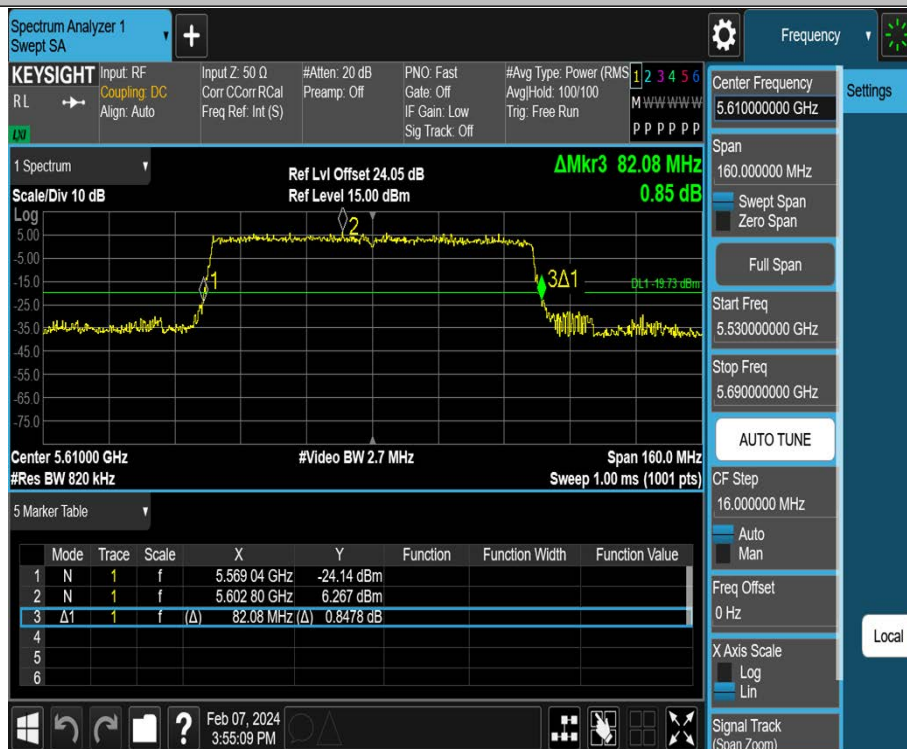 Spectrum Analyzer 1
Swept SA
+
Frequency
KEYSIGHT
RL
LXI
Input: RF
Coupling: DC
Align: Auto
Input Z: 50 Ω
Corr CCorr RCal
Freq Ref: Int (S)
#Atten: 20 dB
Preamp: Off
PNO: Fast
Gate: Off
IF Gain: Low
Sig Track: Off
#Avg Type: Power (RMS
Avg|Hold: 100/100
Trig: Free Run
1 2 3 4 5 6
M W W W W W
P P P P P P
1 Spectrum
Scale/Div 10 dB
Ref Lvl Offset 24.05 dB
Ref Level 15.00 dBm
ΔMkr3 82.08 MHz
0.85 dB
Log
5.00
-5.00
-15.0
-25.0
-35.0
-45.0
-55.0
-65.0
-75.0
2
1
3Δ1
DL1 -19.73 dBm
Center 5.61000 GHz
#Video BW 2.7 MHz
Span 160.0 MHz
#Res BW 820 kHz
Sweep 1.00 ms (1001 pts)
5 Marker Table
Mode Trace Scale X Y Function Function Width Function Value
1 N 1 f 5.569 04 GHz -24.14 dBm
2 N 1 f 5.602 80 GHz 6.267 dBm
3 Δ1 1 f (Δ) 82.08 MHz (Δ) 0.8478 dB
4
5
6
?
Feb 07, 2024
3:55:09 PM
Center Frequency
5.610000000 GHz
Span
160.000000 MHz
Swept Span
Zero Span
Full Span
Start Freq
5.530000000 GHz
Stop Freq
5.690000000 GHz
AUTO TUNE
CF Step
16.000000 MHz
Auto
Man
Freq Offset
0 Hz
X Axis Scale
Log
Lin
Signal Track
(Span Zoom)
Settings
Local